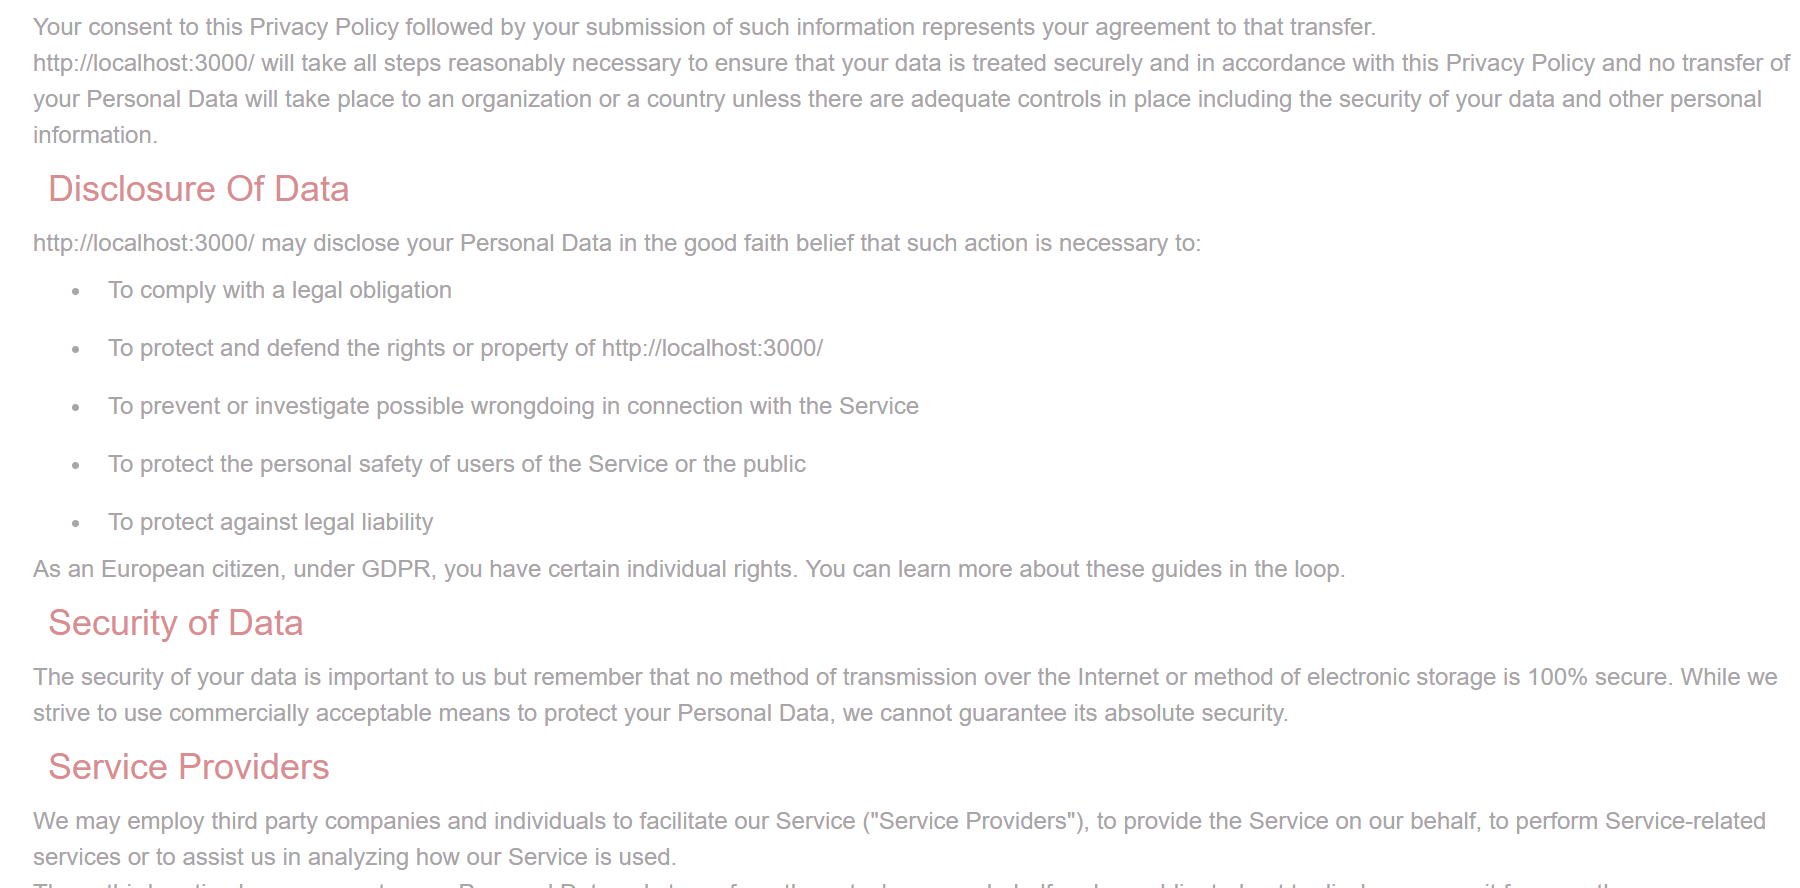 Your consent to this Privacy Policy followed by your submission of such information represents your agreement to that transfer.
http://localhost:3000/ will take all steps reasonably necessary to ensure that your data is treated securely and in accordance with this Privacy Policy and no transfer of
your Personal Data will take place to an organization or a country unless there are adequate controls in place including the security of your data and other personal
information.
Disclosure Of Data
http://localhost:3000/ may disclose your Personal Data in the good faith belief that such action is necessary to:
• To comply with a legal obligation
• To protect and defend the rights or property of http://localhost:3000/
• To prevent or investigate possible wrongdoing in connection with the Service
• To protect the personal safety of users of the Service or the public
• To protect against legal liability
As an European citizen, under GDPR, you have certain individual rights. You can learn more about these guides in the loop.
Security of Data
The security of your data is important to us but remember that no method of transmission over the Internet or method of electronic storage is 100% secure. While we
strive to use commercially acceptable means to protect your Personal Data, we cannot guarantee its absolute security.
Service Providers
We may employ third party companies and individuals to facilitate our Service ("Service Providers"), to provide the Service on our behalf, to perform Service-related
services or to assist us in analyzing how our Service is used.